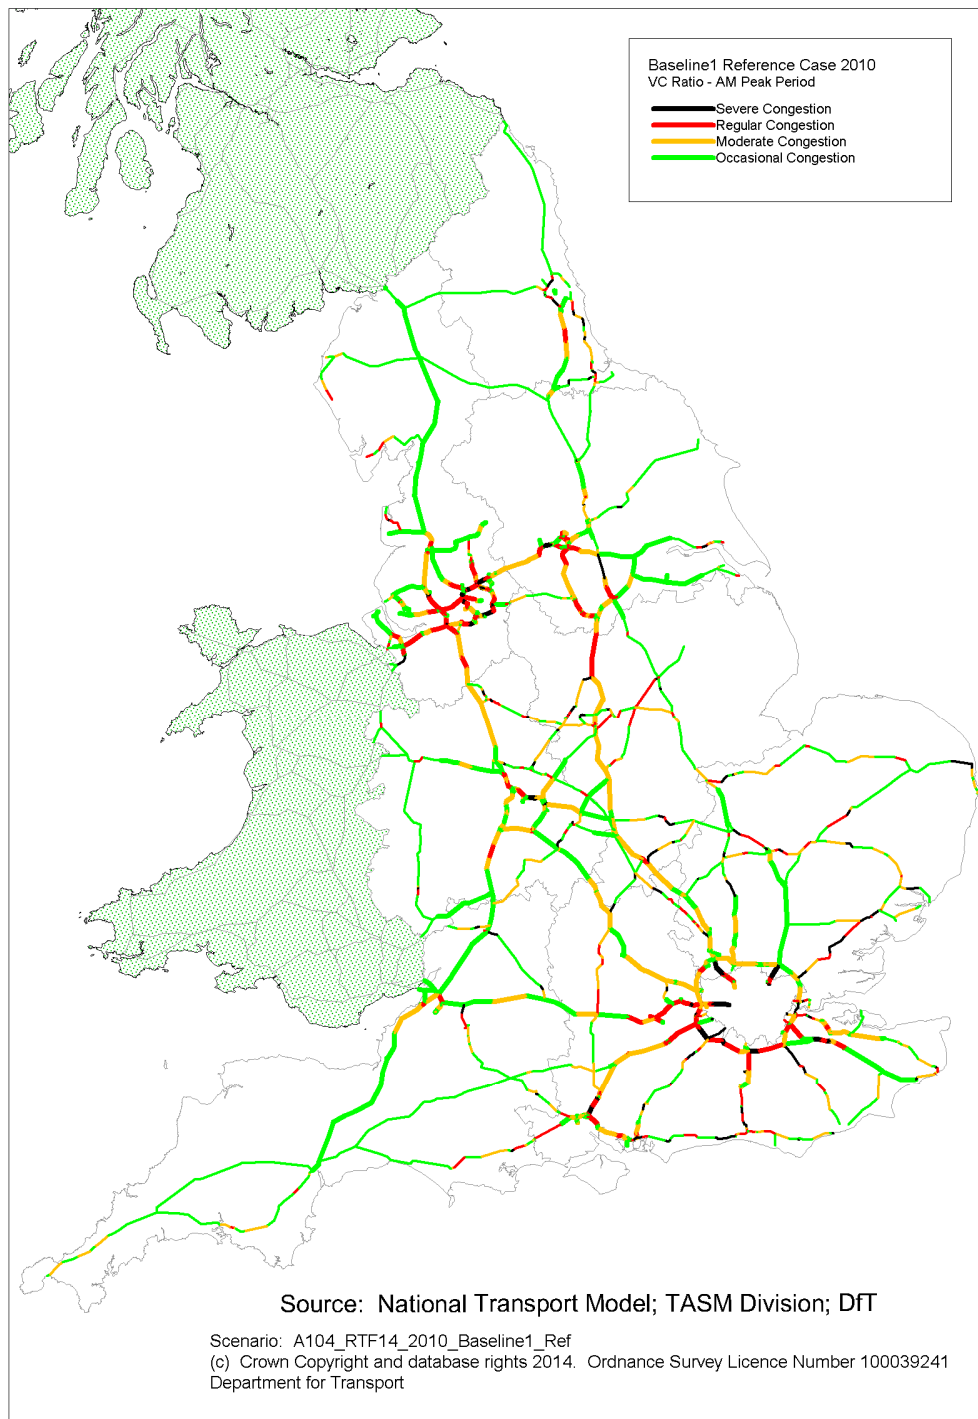 Baseline1 Reference Case 2010
VC Ratio - AM Peak Period
Severe Congestion
Regular Congestion
Moderate Congestion
Occasional Congestion
Source: National Transport Model; TASM Division; DfT
Scenario: A104_RTF14_2010_Baseline1_Ref
(c) Crown Copyright and database rights 2014. Ordnance Survey Licence Number 100039241
Department for Transport